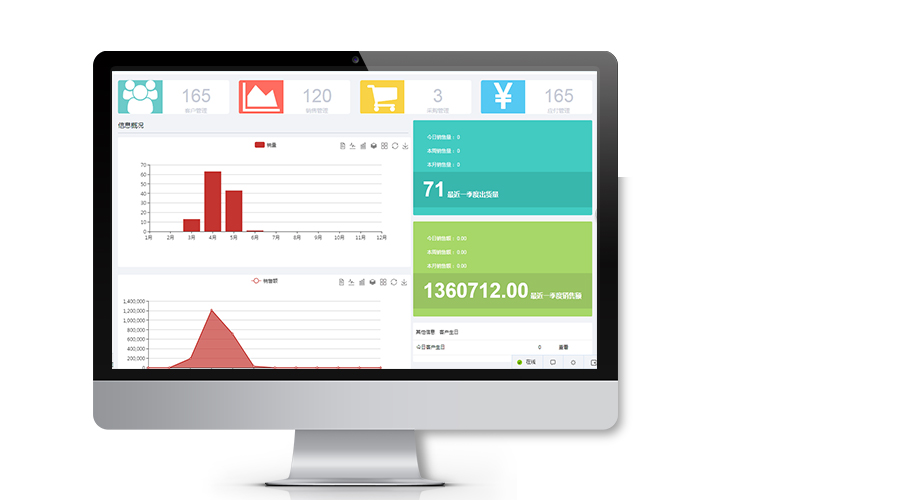 165
客户管理
120
销售管理
3
采购管理
165
应付管理
信息概况
销量
70
60
50
40
30
20
10
0
1月 2月 3月 4月 5月 6月 7月 8月 9月 10月 11月 12月
销售额
1,400,000
1,200,000
1,000,000
800,000
600,000
400,000
200,000
0
今日销售量: 0
本周销售量: 0
本月销售量: 0
71 最近一季度出货量
今日销售额: 0.00
本周销售额: 0.00
本月销售额: 0.00
1360712.00 最近一季度销售额
其他信息 客户生日
今日客户生日 0 查看
在线